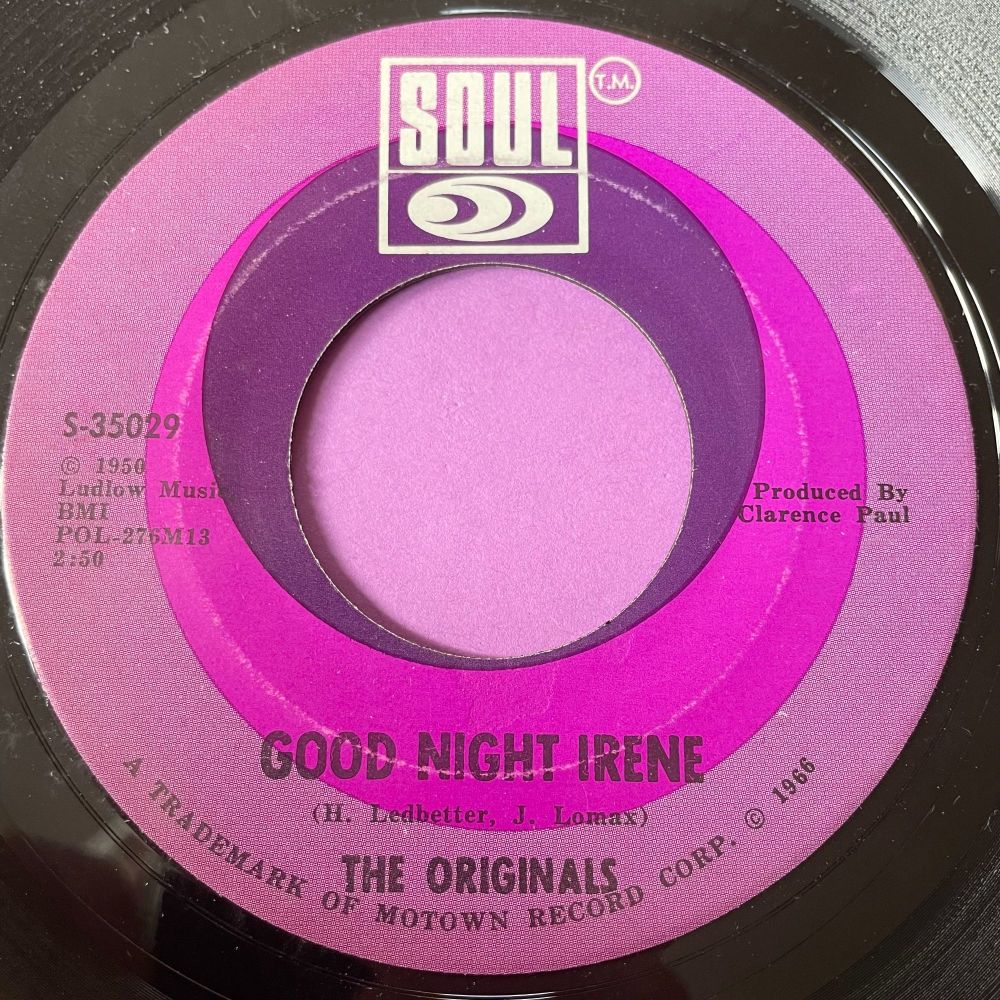 SOUL
T.M.
S-35029
© 1950
Ludlow Music
BMI
POL-276M13
2:50
Produced By
Clarence Paul
GOOD NIGHT IRENE
(H. Ledbetter, J. Lomax)
THE ORIGINALS
A TRADEMARK OF MOTOWN RECORD CORP. © 1966